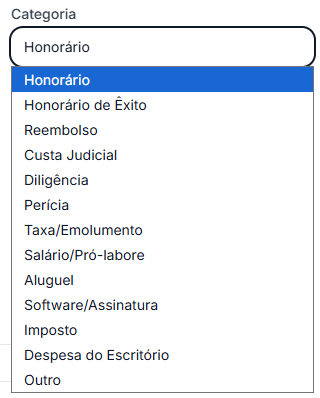 Categoria
Honorário
Honorário
Honorário de Êxito
Reembolso
Custa Judicial
Diligência
Perícia
Taxa/Emolumento
Salário/Pró-labore
Aluguel
Software/Assinatura
Imposto
Despesa do Escritório
Outro